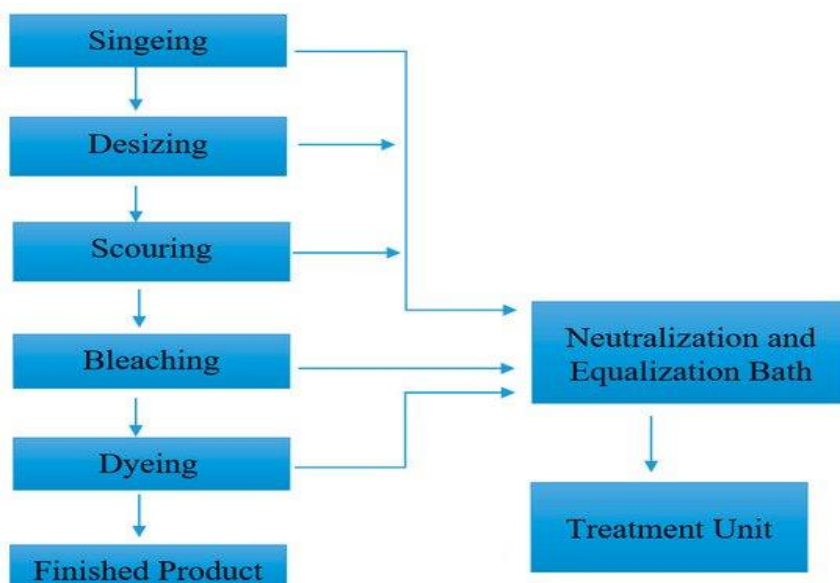 Singeing
Desizing
Scouring
Bleaching
Dyeing
Finished Product
Neutralization and
Equalization Bath
Treatment Unit